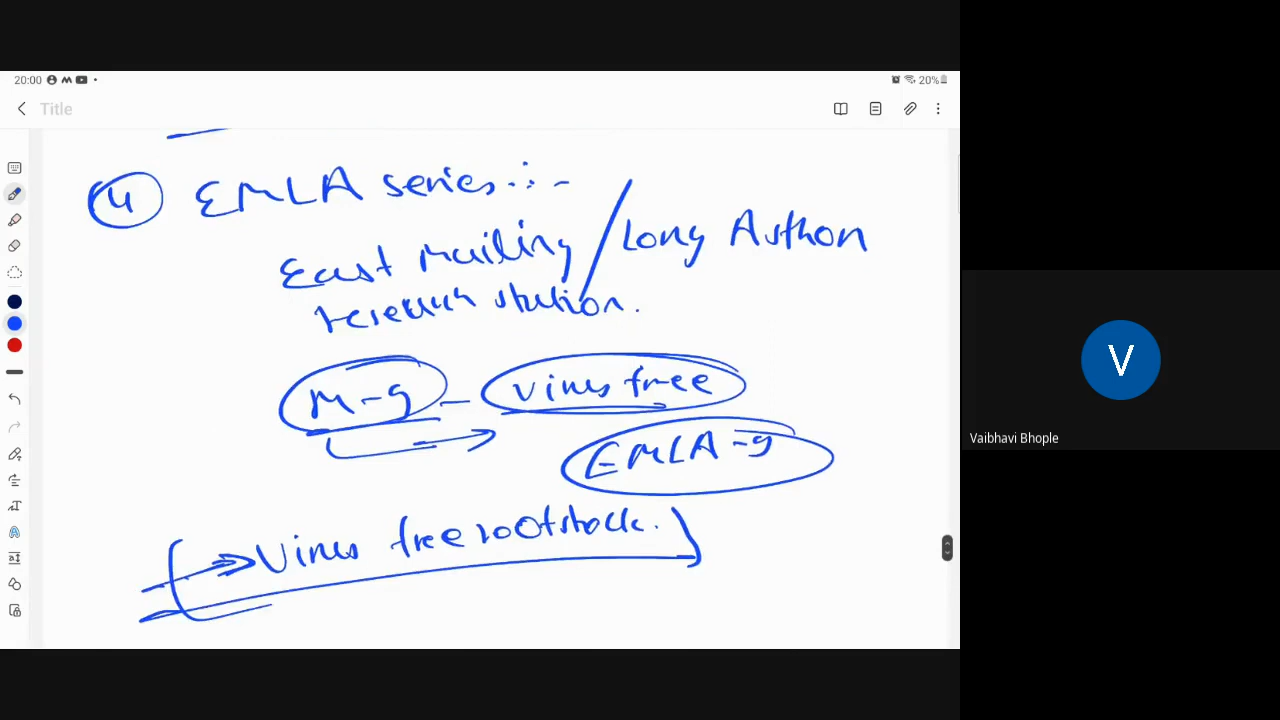 20:00 20%
Title
4 EMLA series :-
East Mailing / Long Ashton
research station.
M-9 - virus free
EMLA-9
Virus free rootstock.
V
Vaibhavi Bhople